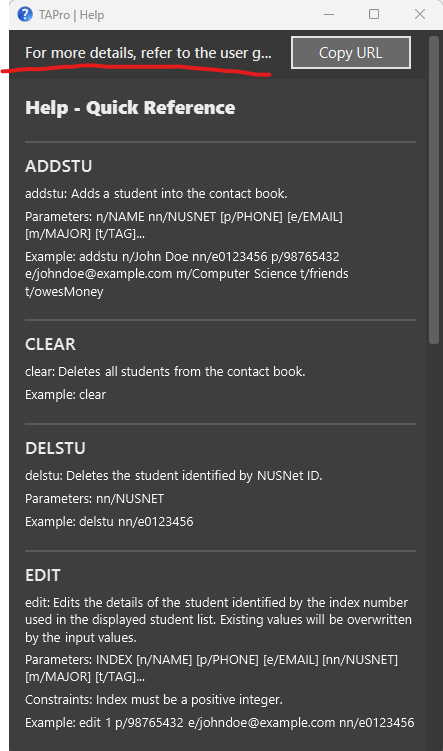 TAPro | Help
For more details, refer to the user g...
Copy URL
Help - Quick Reference
ADDSTU
addstu: Adds a student into the contact book.
Parameters: n/NAME nn/NUSNET [p/PHONE] [e/EMAIL]
[m/MAJOR] [t/TAG]...
Example: addstu n/John Doe nn/e0123456 p/98765432
e/johndoe@example.com m/Computer Science t/friends
t/owesMoney
CLEAR
clear: Deletes all students from the contact book.
Example: clear
DELSTU
delstu: Deletes the student identified by NUSNet ID.
Parameters: nn/NUSNET
Example: delstu nn/e0123456
EDIT
edit: Edits the details of the student identified by the index number
used in the displayed student list. Existing values will be overwritten
by the input values.
Parameters: INDEX [n/NAME] [p/PHONE] [e/EMAIL] [nn/NUSNET]
[m/MAJOR] [t/TAG]...
Constraints: Index must be a positive integer.
Example: edit 1 p/98765432 e/johndoe@example.com nn/e0123456